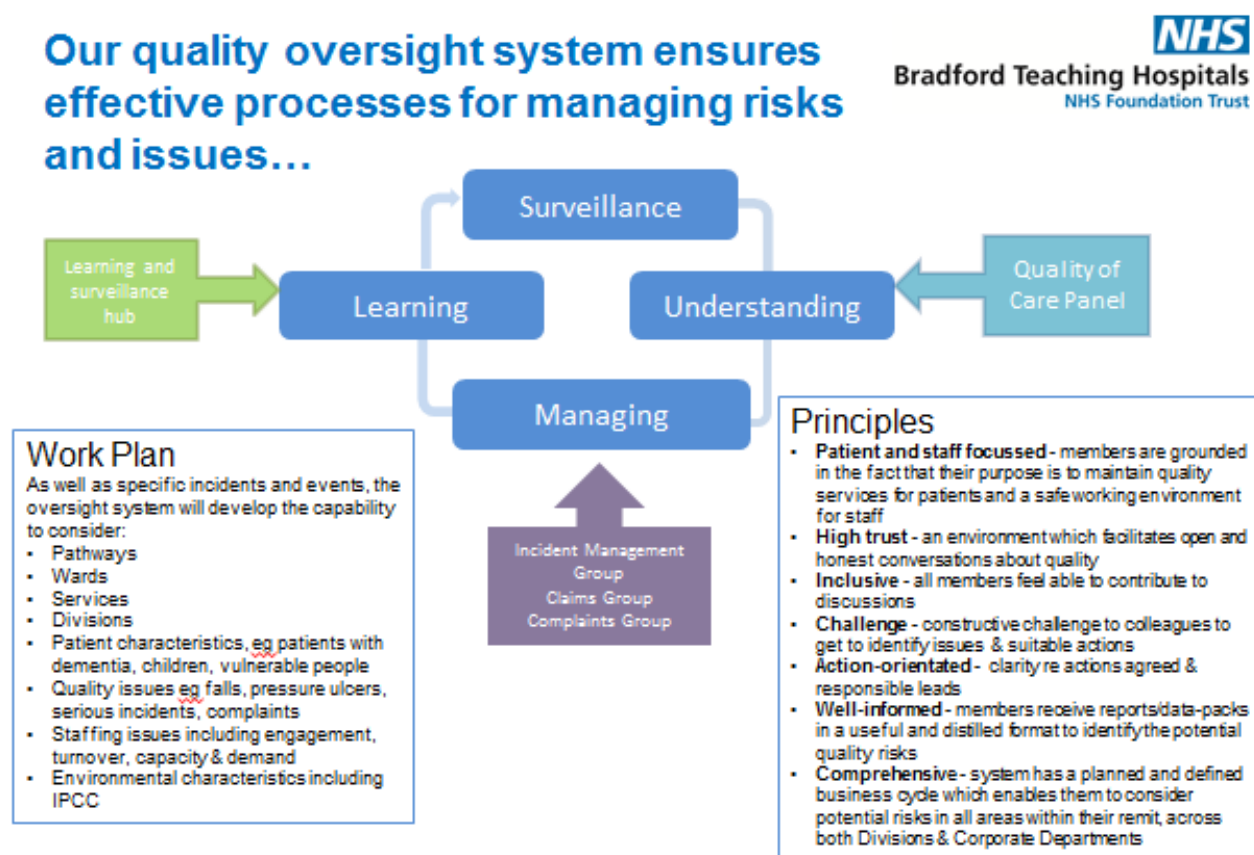 Our quality oversight system ensures
effective processes for managing risks
and issues...
NHS
Bradford Teaching Hospitals
NHS Foundation Trust
Surveillance
Learning and
surveillance
hub
Learning
Understanding
Quality of
Care Panel
Managing
Incident Management
Group
Claims Group
Complaints Group
Work Plan
As well as specific incidents and events, the
oversight system will develop the capability
to consider:
• Pathways
• Wards
• Services
• Divisions
• Patient characteristics, eg patients with
dementia, children, vulnerable people
• Quality issues eg falls, pressure ulcers,
serious incidents, complaints
• Staffing issues including engagement,
turnover, capacity & demand
• Environmental characteristics including
IPCC
Principles
• Patient and staff focussed - members are grounded
in the fact that their purpose is to maintain quality
services for patients and a safe working environment
for staff
• High trust - an environment which facilitates open and
honest conversations about quality
• Inclusive - all members feel able to contribute to
discussions
• Challenge - constructive challenge to colleagues to
get to identify issues & suitable actions
• Action-orientated - clarity re actions agreed &
responsible leads
• Well-informed - members receive reports/data-packs
in a useful and distilled format to identify the potential
quality risks
• Comprehensive - system has a planned and defined
business cycle which enables them to consider
potential risks in all areas within their remit, across
both Divisions & Corporate Departments